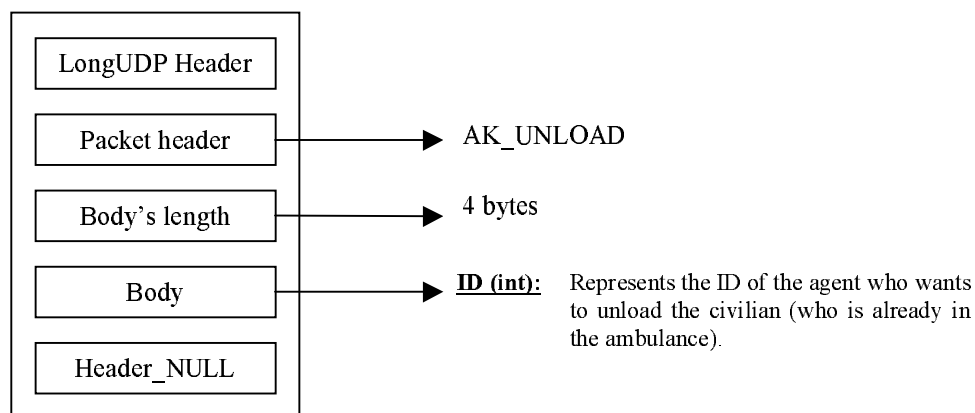 LongUDP Header
Packet header
AK_UNLOAD
Body's length
4 bytes
Body
ID (int): Represents the ID of the agent who wants
to unload the civilian (who is already in
the ambulance).
Header_NULL